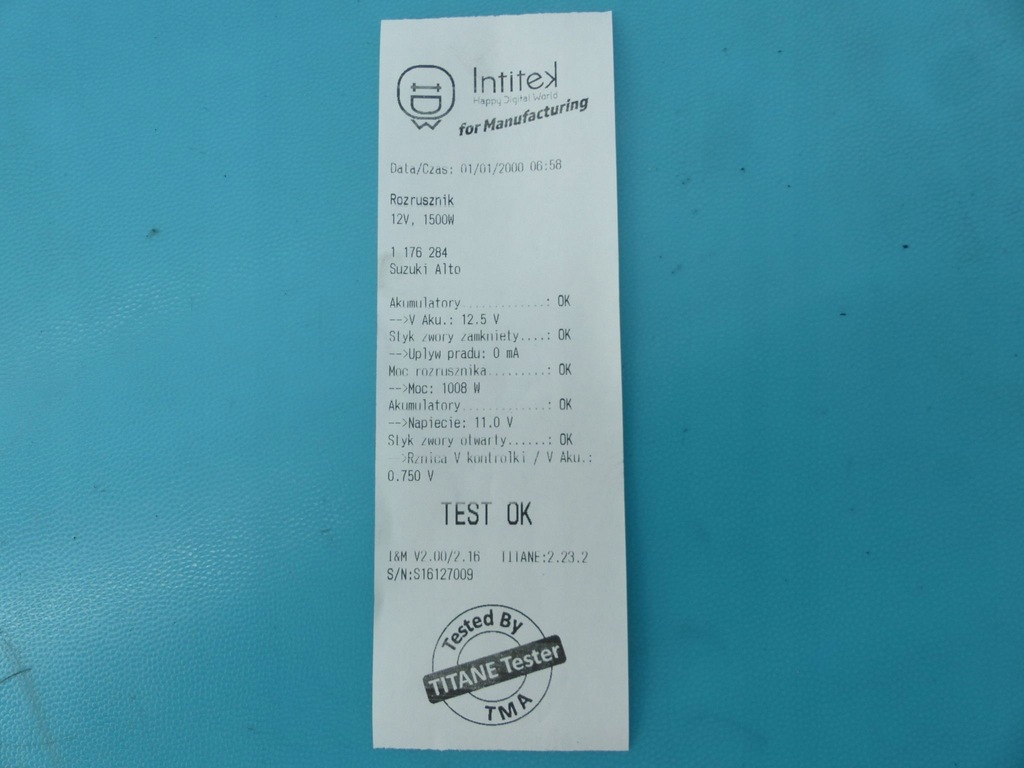 Intitek
Happy Digital World
for Manufacturing
Data/Czas: 01/01/2000 06:58
Rozrusznik
12V, 1500W
1 176 284
Suzuki Alto
Akumulatory............: OK
-->V Aku.: 12.5 V
Styk zwory zamkniety....: OK
-->Uplyw pradu: 0 mA
Moc rozrusznika.........: OK
-->Moc: 1008 W
Akumulatory............: OK
-->Napiecie: 11.0 V
Styk zwory otwarty......: OK
-->Rznica V kontrolki / V Aku.:
0.750 V
TEST OK
T&M V2.00/2.16 TITANE:2.23.2
S/N:S16127009
Tested By
TITANE Tester
TMA